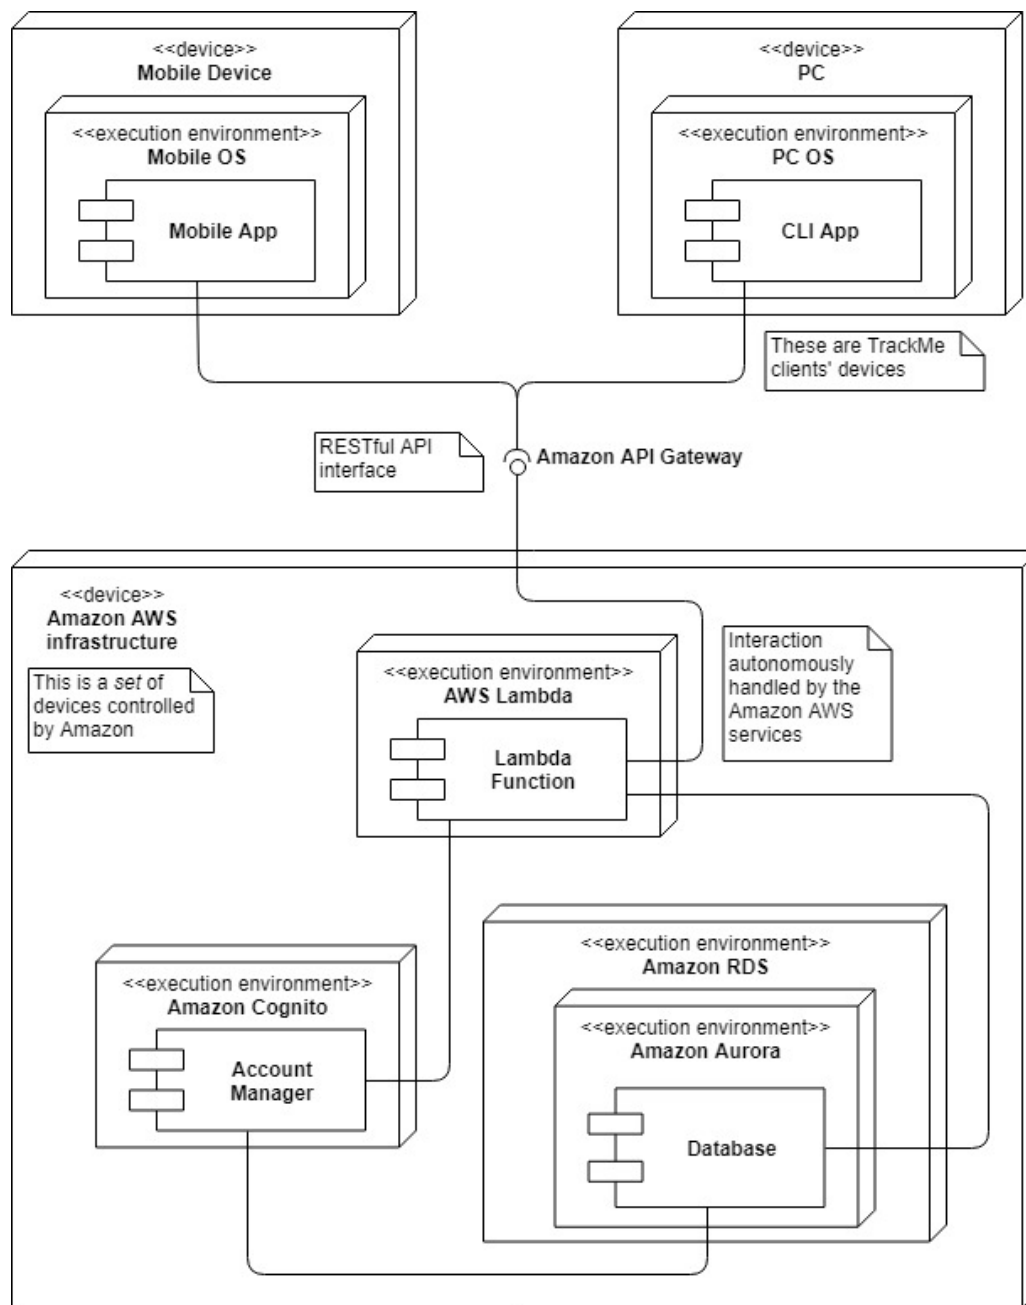 <<device>>
Mobile Device
<<execution environment>>
Mobile OS
Mobile App
<<device>>
PC
<<execution environment>>
PC OS
CLI App
These are TrackMe
clients' devices
RESTful API
interface
Amazon API Gateway
<<device>>
Amazon AWS
infrastructure
This is a set of
devices controlled
by Amazon
<<execution environment>>
AWS Lambda
Lambda
Function
Interaction
autonomously
handled by the
Amazon AWS
services
<<execution environment>>
Amazon Cognito
Account
Manager
<<execution environment>>
Amazon RDS
<<execution environment>>
Amazon Aurora
Database